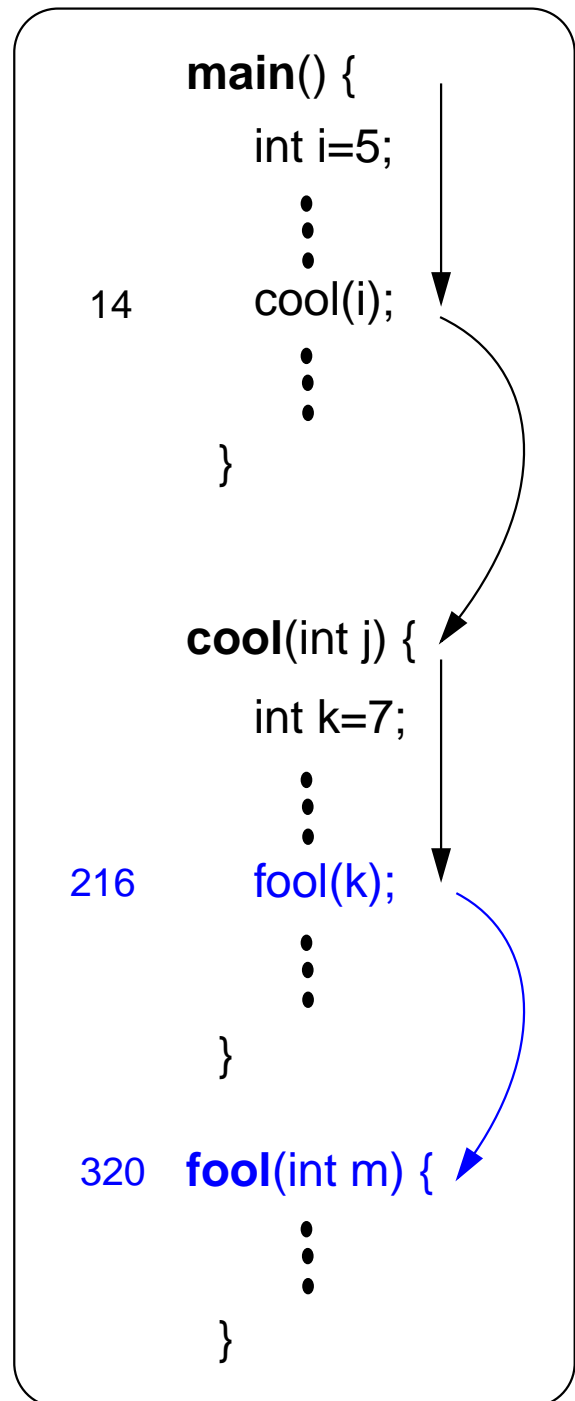 main() {
int i=5;
14 cool(i);
}
cool(int j) {
int k=7;
216 fool(k);
}
320 fool(int m) {
}